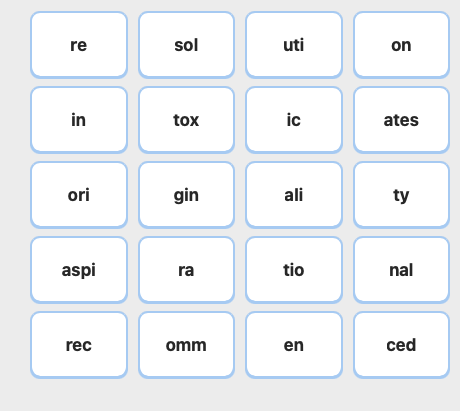 re sol uti on
in tox ic ates
ori gin ali ty
aspi ra tio nal
rec omm en ced